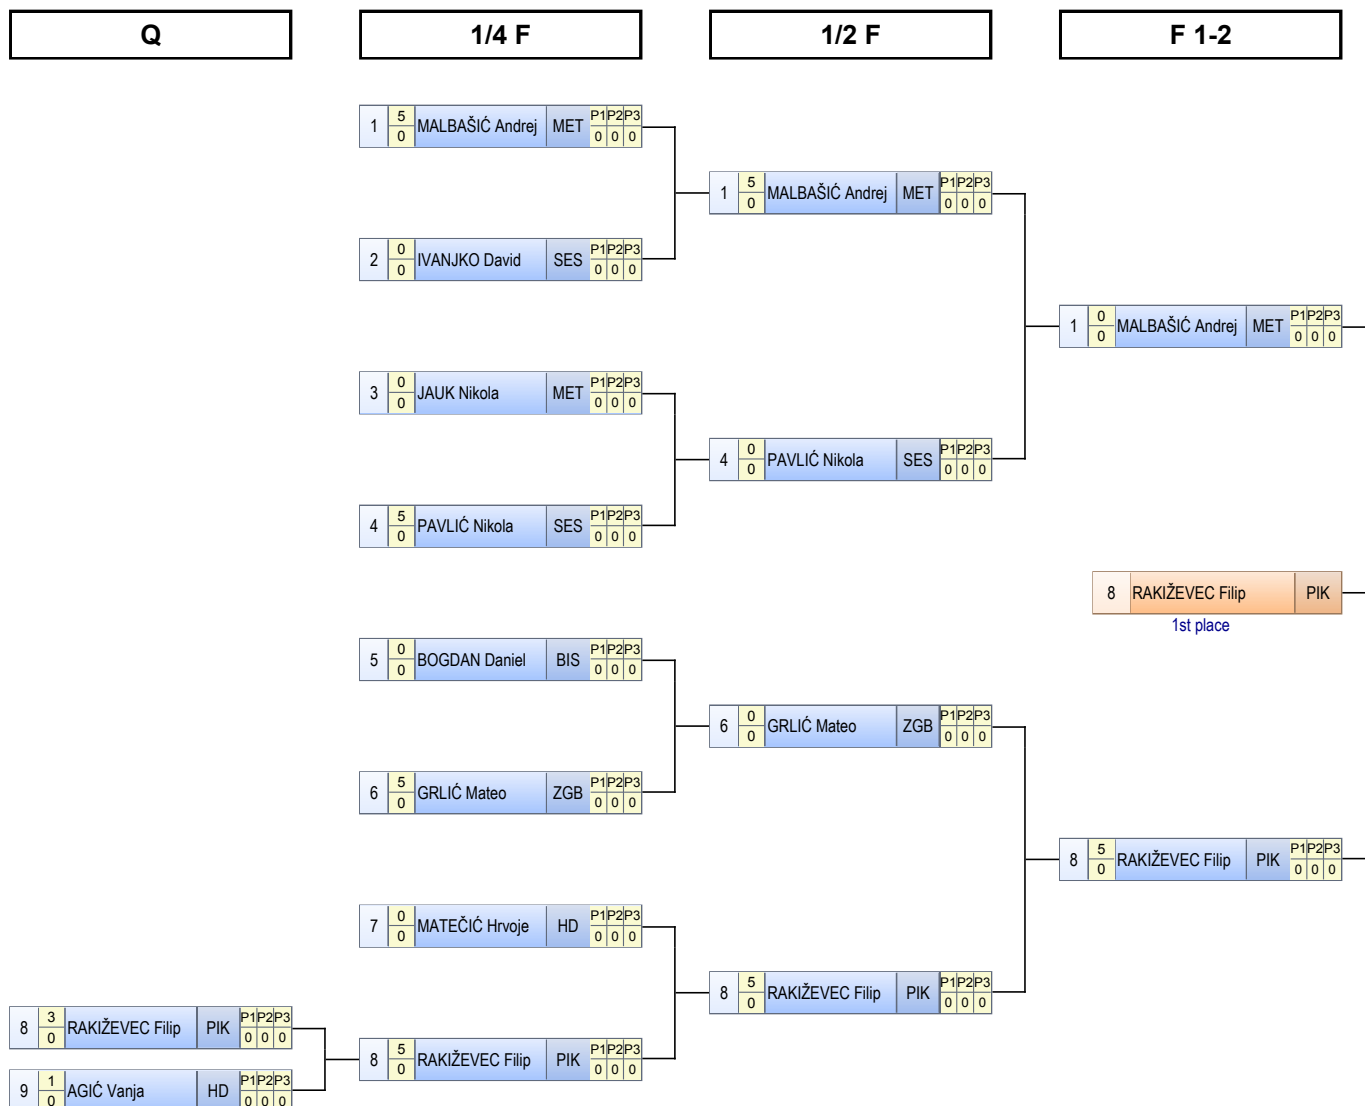 Q 1/4 F 1/2 F F 1-2
1 5 0 MALBAŠIĆ Andrej MET P1 P2 P3 0 0 0
1 5 0 MALBAŠIĆ Andrej MET P1 P2 P3 0 0 0
2 0 0 IVANJKO David SES P1 P2 P3 0 0 0
1 0 0 MALBAŠIĆ Andrej MET P1 P2 P3 0 0 0
3 0 0 JAUK Nikola MET P1 P2 P3 0 0 0
4 0 0 PAVLIĆ Nikola SES P1 P2 P3 0 0 0
4 5 0 PAVLIĆ Nikola SES P1 P2 P3 0 0 0
8 RAKIŽEVEC Filip PIK
1st place
5 0 0 BOGDAN Daniel BIS P1 P2 P3 0 0 0
6 0 0 GRLIĆ Mateo ZGB P1 P2 P3 0 0 0
6 5 0 GRLIĆ Mateo ZGB P1 P2 P3 0 0 0
8 5 0 RAKIŽEVEC Filip PIK P1 P2 P3 0 0 0
7 0 0 MATEČIĆ Hrvoje HD P1 P2 P3 0 0 0
8 5 0 RAKIŽEVEC Filip PIK P1 P2 P3 0 0 0
8 3 0 RAKIŽEVEC Filip PIK P1 P2 P3 0 0 0
8 5 0 RAKIŽEVEC Filip PIK P1 P2 P3 0 0 0
9 1 0 AGIĆ Vanja HD P1 P2 P3 0 0 0